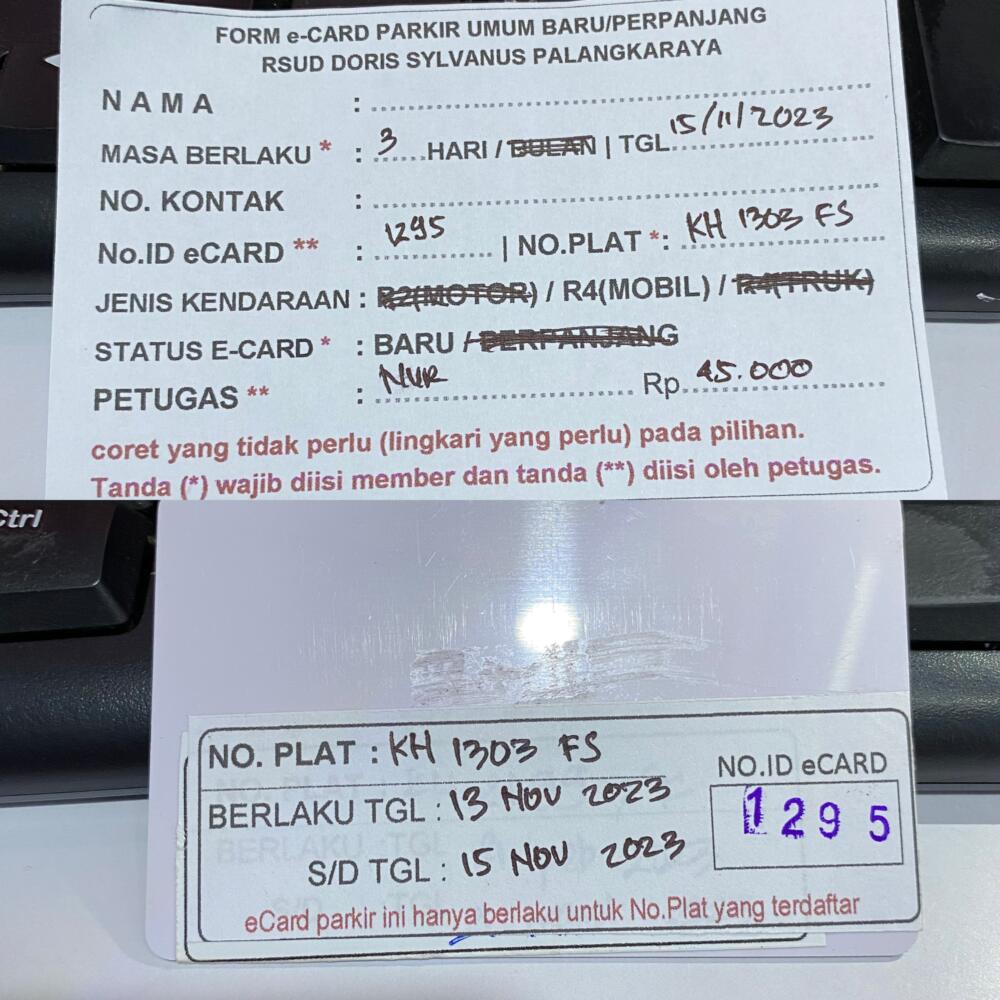 FORM e-CARD PARKIR UMUM BARU/PERPANJANG
RSUD DORIS SYLVANUS PALANGKARAYA
NAMA :
MASA BERLAKU * : 3 HARI / BULAN | TGL 15/11/2023
NO. KONTAK :
No.ID eCARD ** : 1295 | NO.PLAT *: KH 1303 FS
JENIS KENDARAAN : R2(MOTOR) / R4(MOBIL) / R4(TRUK)
STATUS E-CARD * : BARU / PERPANJANG
PETUGAS ** : NUR Rp 45.000
coret yang tidak perlu (lingkari yang perlu) pada pilihan.
Tanda (*) wajib diisi member dan tanda (**) diisi oleh petugas.
Ctrl
NO. PLAT : KH 1303 FS
NO.ID eCARD
BERLAKU TGL : 13 NOV 2023
1295
S/D TGL : 15 NOV 2023
eCard parkir ini hanya berlaku untuk No.Plat yang terdaftar